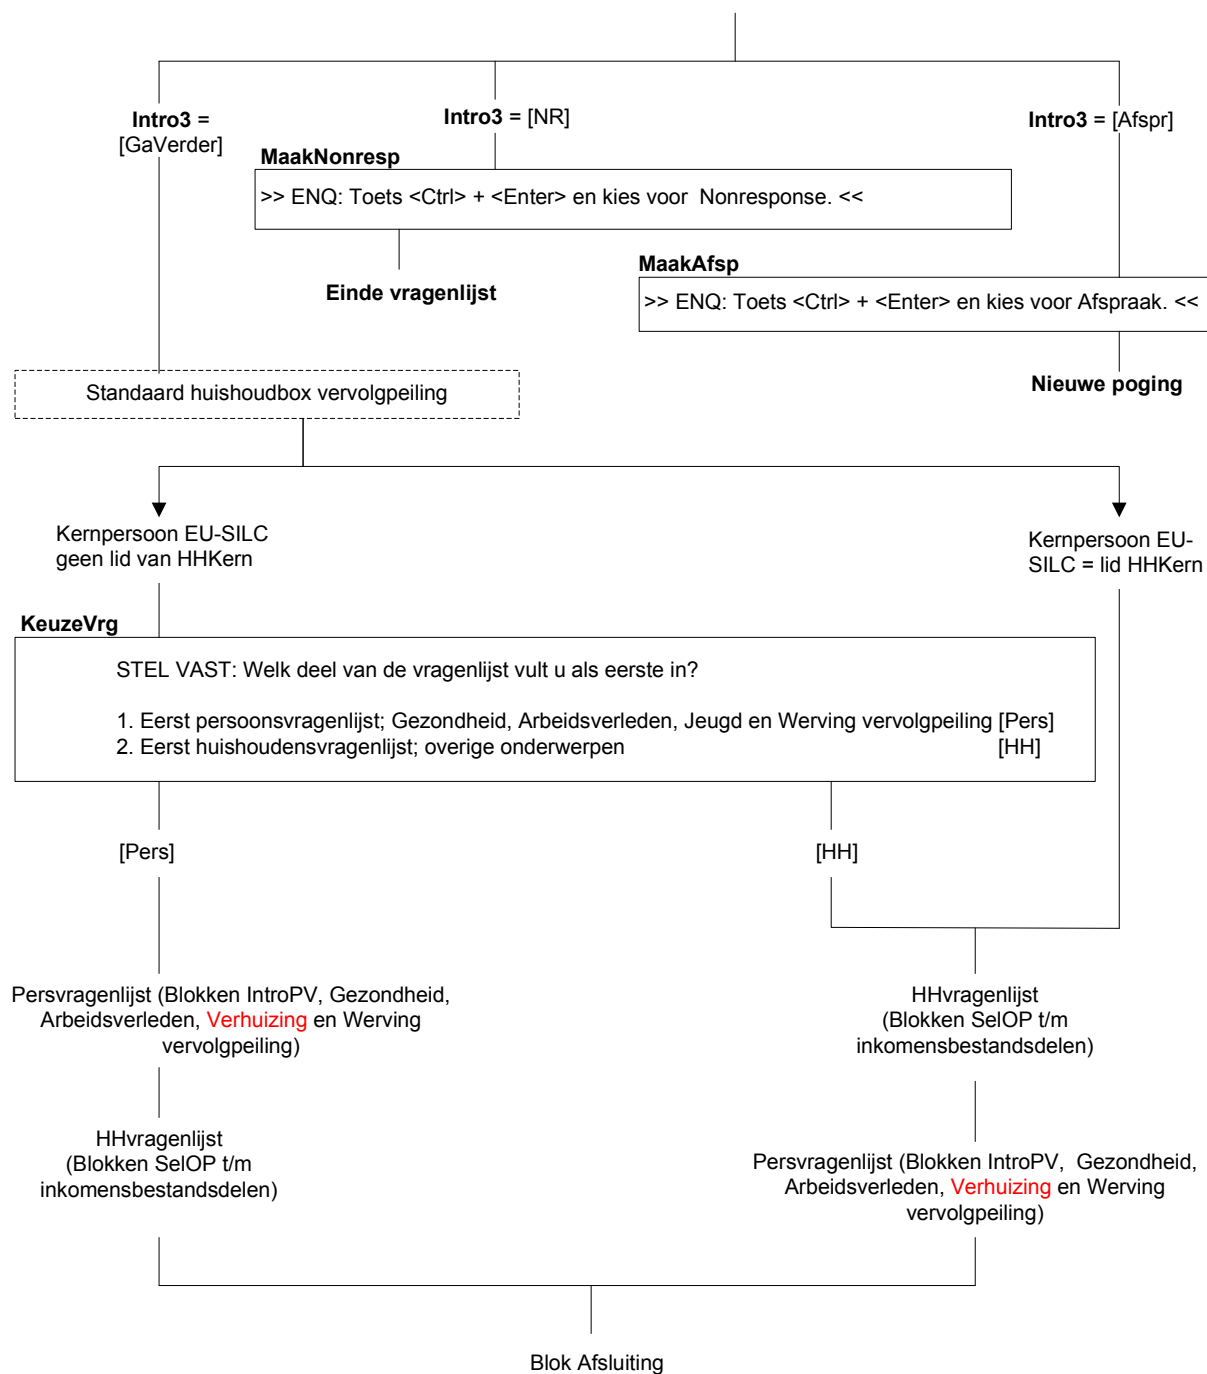 Intro3 =
[GaVerder]
Intro3 = [NR]
Intro3 = [Afspr]
MaakNonresp
>> ENQ: Toets <Ctrl> + <Enter> en kies voor  Nonresponse. <<
Einde vragenlijst
MaakAfsp
>> ENQ: Toets <Ctrl> + <Enter> en kies voor Afspraak. <<
Nieuwe poging
Standaard huishoudbox vervolgpeiling
Kernpersoon EU-SILC
geen lid van HHKern
Kernpersoon EU-
SILC = lid HHKern
KeuzeVrg
STEL VAST: Welk deel van de vragenlijst vult u als eerste in?
1. Eerst persoonsvragenlijst; Gezondheid, Arbeidsverleden, Jeugd en Werving vervolgpeiling [Pers]
2. Eerst huishoudensvragenlijst; overige onderwerpen [HH]
[Pers]
[HH]
Persvragenlijst (Blokken IntroPV, Gezondheid,
Arbeidsverleden, Verhuizing en Werving
vervolgpeiling)
HHvragenlijst
(Blokken SelOP t/m
inkomensbestandsdelen)
HHvragenlijst
(Blokken SelOP t/m
inkomensbestandsdelen)
Persvragenlijst (Blokken IntroPV,  Gezondheid,
Arbeidsverleden, Verhuizing en Werving
vervolgpeiling)
Blok Afsluiting